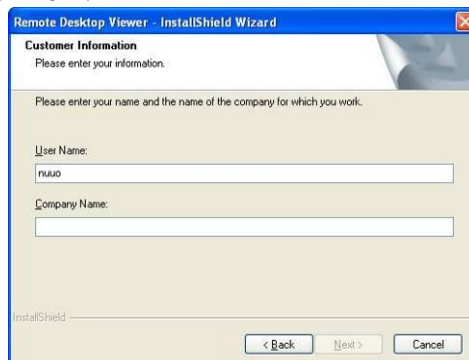 Remote Desktop Viewer - InstallShield Wizard
Customer Information
Please enter your information.
Please enter your name and the name of the company for which you work.
User Name:
nuuo
Company Name:
InstallShield
< Back Next > Cancel